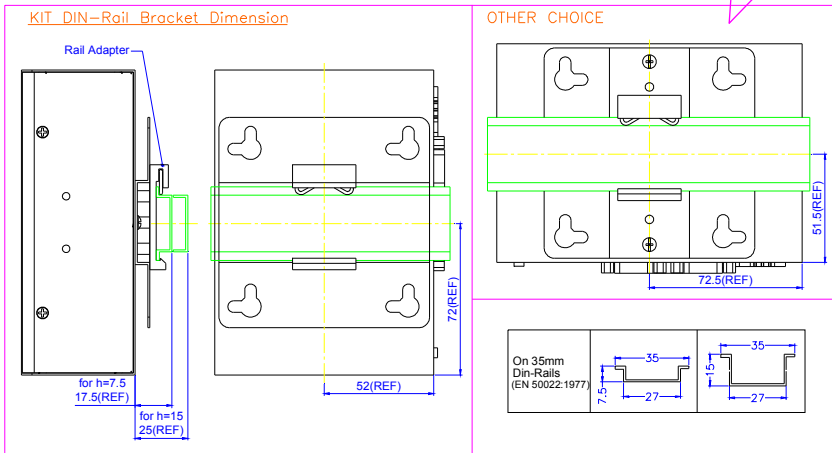 KIT DIN-Rail Bracket Dimension
Rail Adapter
for h=7.5
17.5(REF)
for h=15
25(REF)
72(REF)
52(REF)
OTHER CHOICE
51.5(REF)
72.5(REF)
On 35mm
Din-Rails
(EN 50022:1977)
35
7.5
27
35
15
27